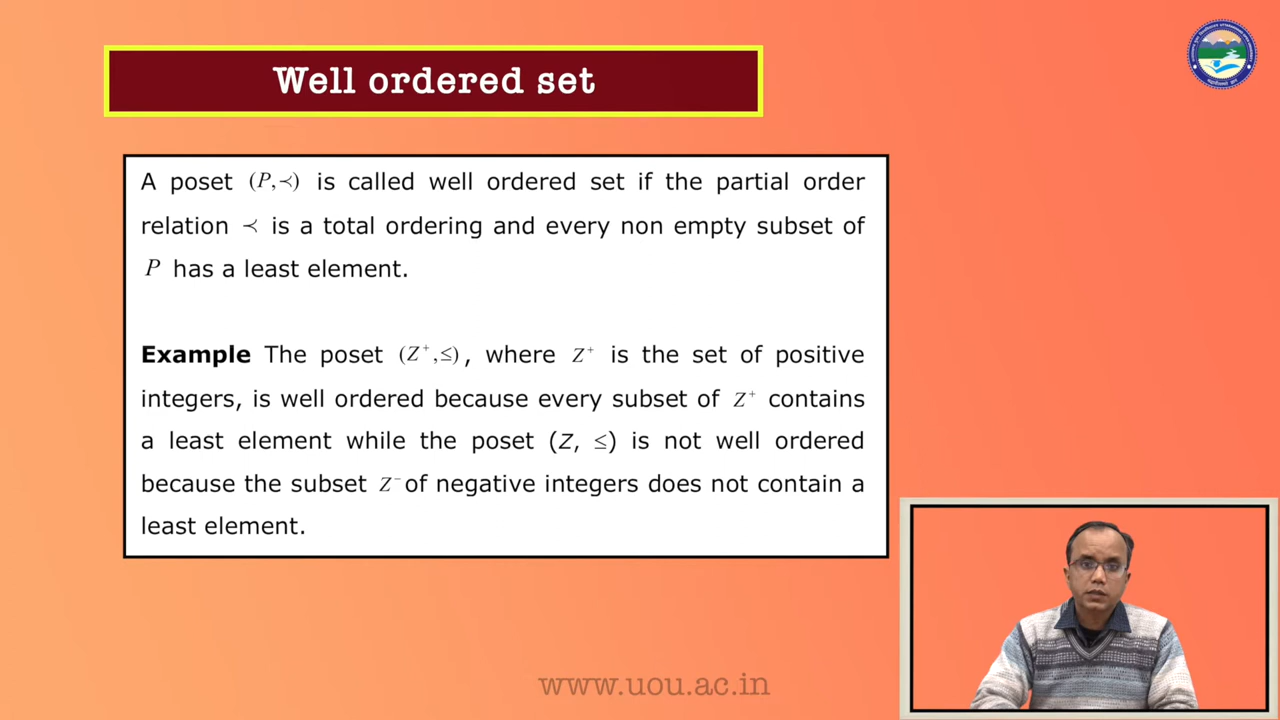 Well ordered set
A poset (P,≺) is called well ordered set if the partial order
relation ≺ is a total ordering and every non empty subset of
P has a least element.
Example The poset (Z⁺,≤), where Z⁺ is the set of positive
integers, is well ordered because every subset of Z⁺ contains
a least element while the poset (Z, ≤) is not well ordered
because the subset Z⁻ of negative integers does not contain a
least element.
www.uou.ac.in